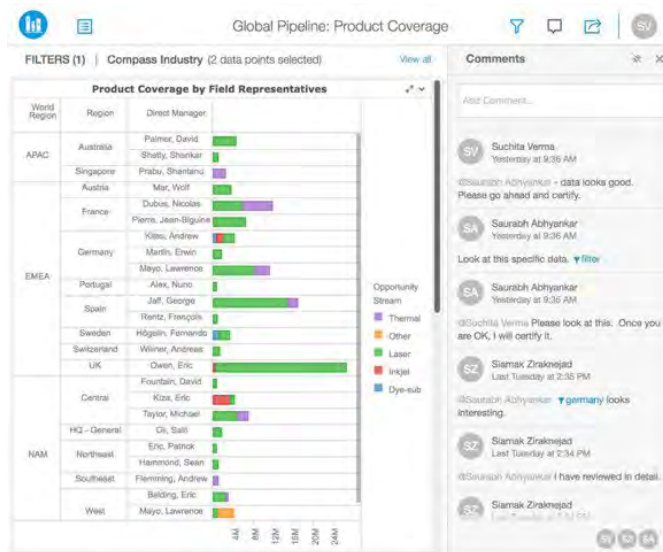 Global Pipeline: Product Coverage
SV
FILTERS (1) | Compass Industry (2 data points selected)
View all
Product Coverage by Field Representatives
World Region
Region
Direct Manager
APAC
Australia
Palmer, David
Shetty, Shankar
Singapore
Prabu, Shantanu
EMEA
Austria
Mar, Wolf
France
Dubus, Nicolas
Pierre, Jean-Biguine
Germany
Kileo, Andrew
Martin, Erwin
Mayo, Lawrence
Portugal
Alex, Nuno
Spain
Jaff, George
Rentz, François
Sweden
Högelin, Fernando
Switzerland
Willner, Andreas
UK
Owen, Eric
NAM
Central
Fountain, David
Kiza, Eric
Taylor, Michael
HQ - General
Oli, Salli
Northeast
Eric, Patrick
Hammond, Sean
Southeast
Flemming, Andrew
Belding, Eric
West
Mayo, Lawrence
4M
8M
12M
16M
20M
24M
Opportunity
Stream
Thermal
Other
Laser
Inkjet
Dye-sub
Comments
Add Comment...
SV
Suchita Verma
Yesterday at 9:36 AM
@Saurabh Abhyankar - data looks good.
Please go ahead and certify.
SA
Saurabh Abhyankar
Yesterday at 9:36 AM
Look at this specific data. filter
SA
Saurabh Abhyankar
Yesterday at 9:35 AM
@Suchita Verma Please look at this. Once you
are OK, I will certify it.
SZ
Siamak Ziraknejad
Last Tuesday at 2:35 PM
@Saurabh Abhyankar germany looks
interesting.
SZ
Siamak Ziraknejad
Last Tuesday at 2:34 PM
@Saurabh Abhyankar I have reviewed in detail.
SZ
Siamak Ziraknejad
SV SZ SA